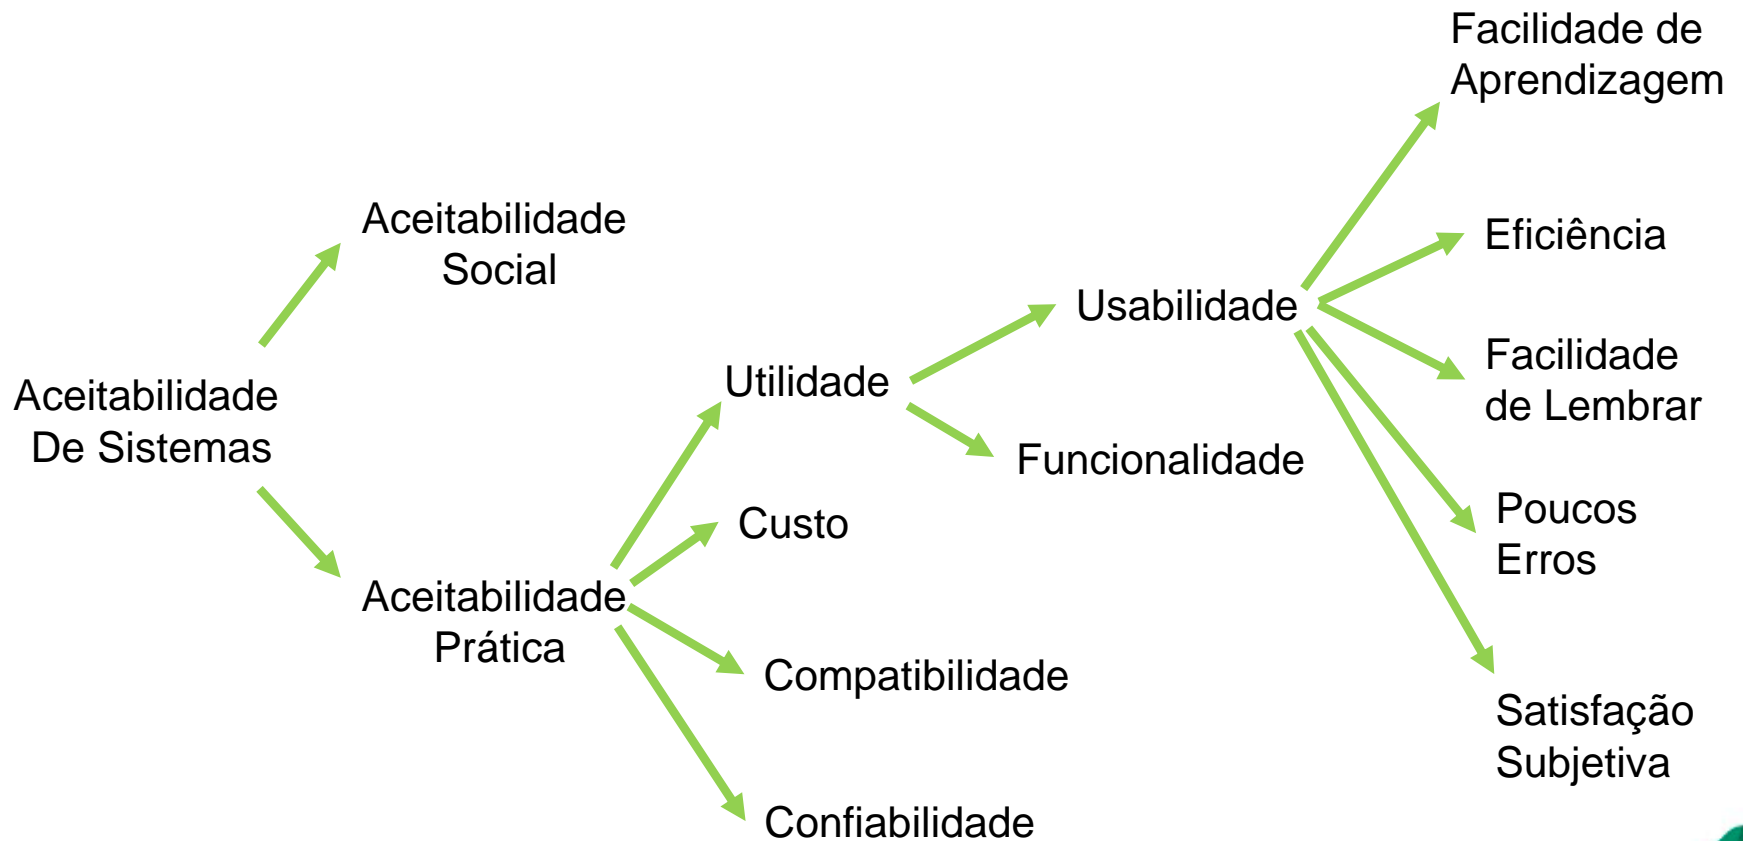 Facilidade de
Aprendizagem
Aceitabilidade
Social
Eficiência
Usabilidade
Facilidade
de Lembrar
Utilidade
Aceitabilidade
De Sistemas
Funcionalidade
Custo
Poucos
Erros
Aceitabilidade
Prática
Compatibilidade
Satisfação
Subjetiva
Confiabilidade